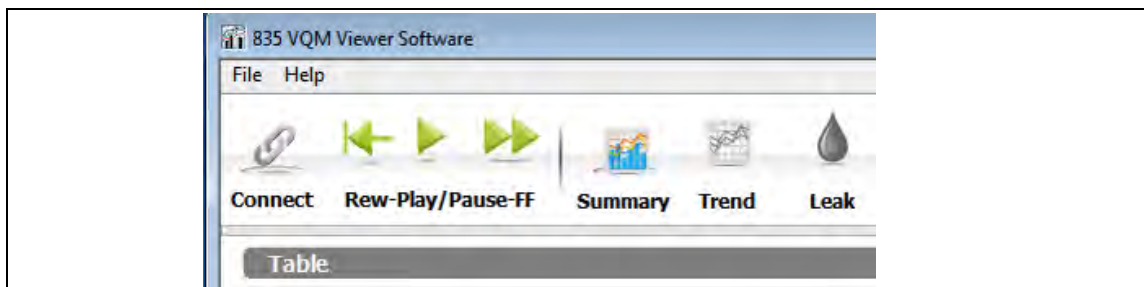 835 VQM Viewer Software
File Help
Connect Rew-Play/Pause-FF Summary Trend Leak
Table